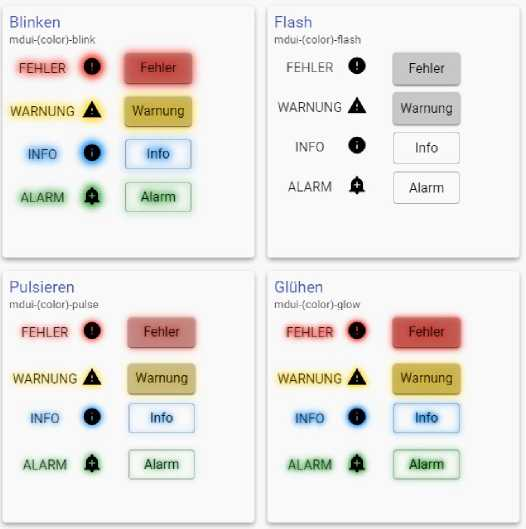 Blinken
mdui-(color)-blink
FEHLER Fehler
WARNUNG Warnung
INFO Info
ALARM Alarm
Flash
mdui-(color)-flash
FEHLER Fehler
WARNUNG Warnung
INFO Info
ALARM Alarm
Pulsieren
mdui-(color)-pulse
FEHLER Fehler
WARNUNG Warnung
INFO Info
ALARM Alarm
Glühen
mdui-(color)-glow
FEHLER Fehler
WARNUNG Warnung
INFO Info
ALARM Alarm